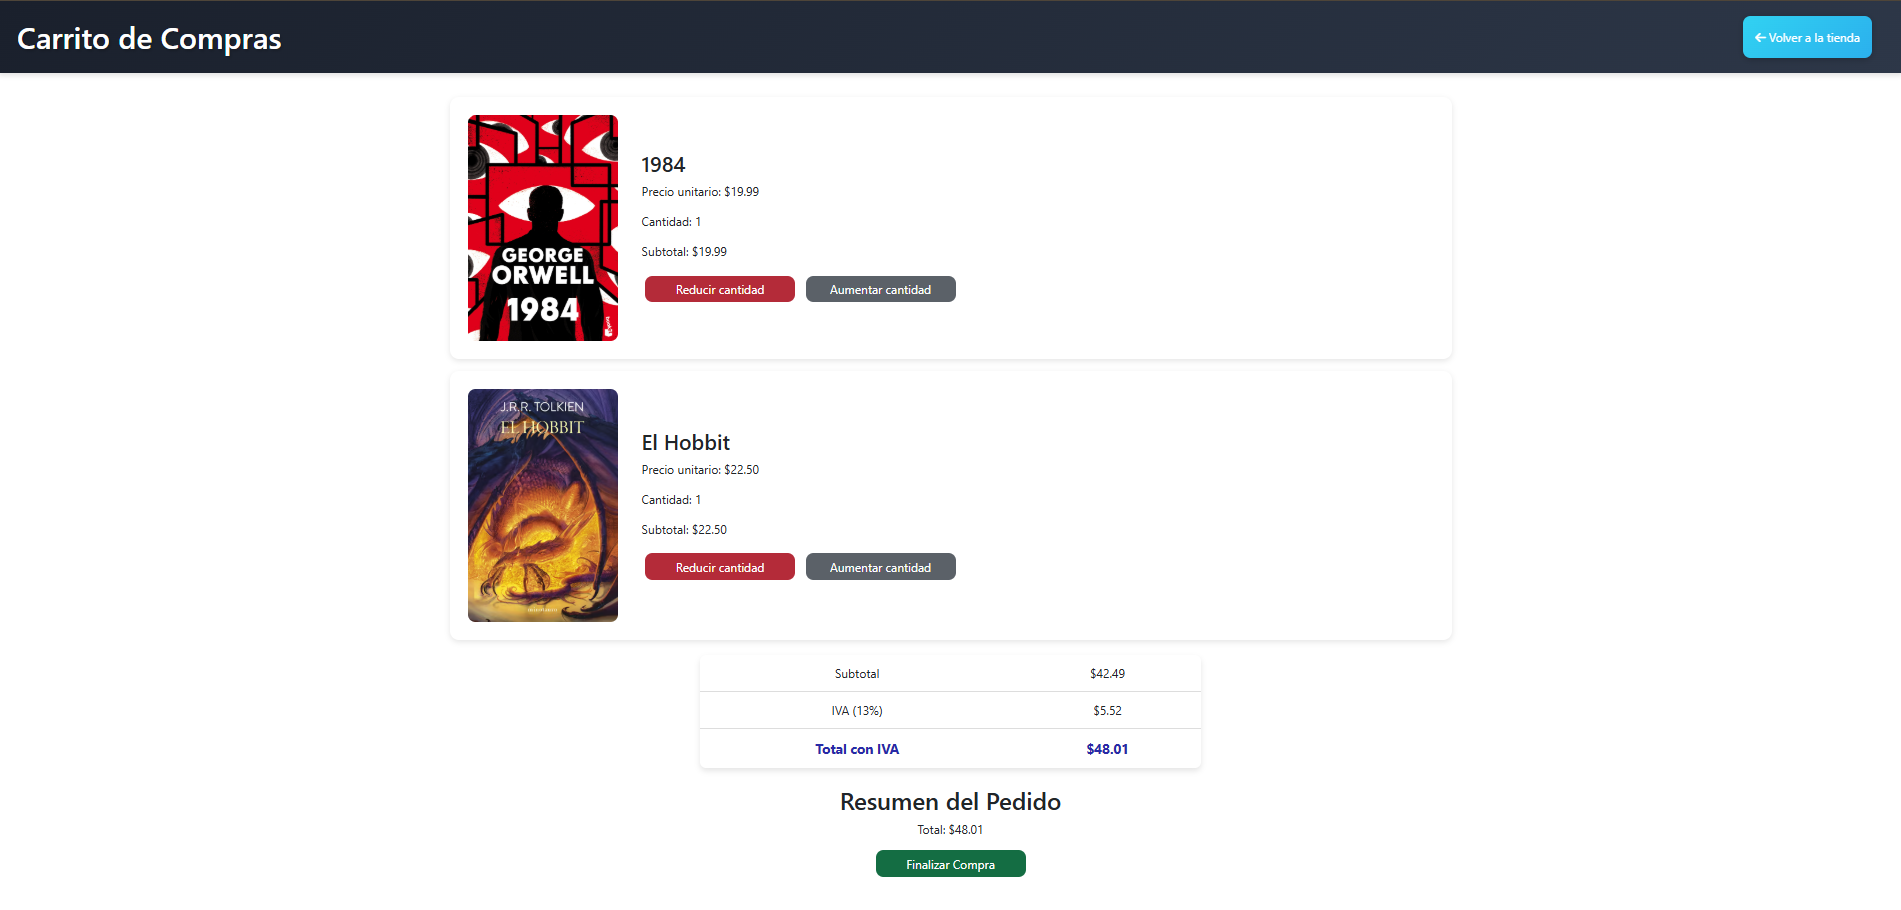 Carrito de Compras
← Volver a la tienda
GEORGE
ORWELL
1984
1984
Precio unitario: $19.99
Cantidad: 1
Subtotal: $19.99
Reducir cantidad
Aumentar cantidad
J.R.R. TOLKIEN
EL HOBBIT
El Hobbit
Precio unitario: $22.50
Cantidad: 1
Subtotal: $22.50
Reducir cantidad
Aumentar cantidad
Subtotal $42.49
IVA (13%) $5.52
Total con IVA $48.01
Resumen del Pedido
Total: $48.01
Finalizar Compra